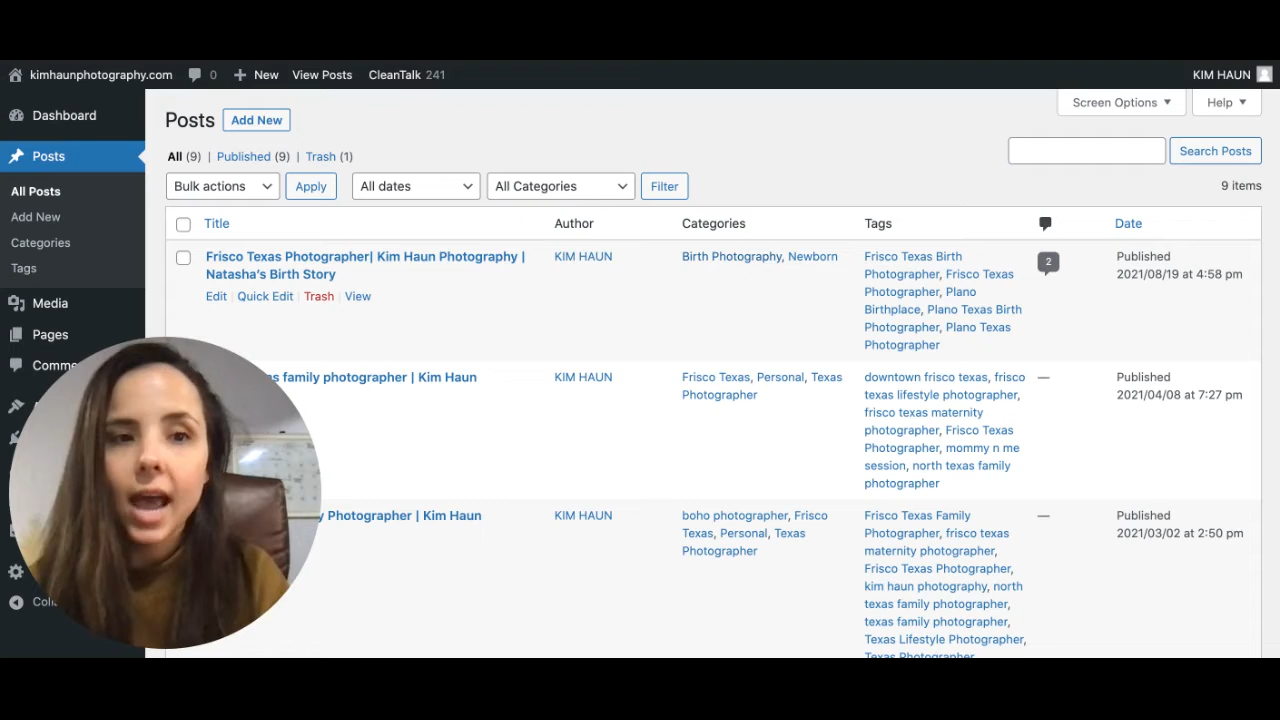 kimhaunphotography.com 0 New View Posts CleanTalk 241 KIM HAUN
Dashboard
Posts
All Posts
Add New
Categories
Tags
Media
Pages
Comme
Posts Add New
Screen Options Help
All (9) | Published (9) | Trash (1)
Search Posts
Bulk actions Apply All dates All Categories Filter
9 items
Title Author Categories Tags Date
Frisco Texas Photographer| Kim Haun Photography |
Natasha's Birth Story
Edit | Quick Edit | Trash | View
KIM HAUN
Birth Photography, Newborn
Frisco Texas Birth
Photographer, Frisco Texas
Photographer, Plano
Birthplace, Plano Texas Birth
Photographer, Plano Texas
Photographer
2
Published
2021/08/19 at 4:58 pm
s family photographer | Kim Haun
KIM HAUN
Frisco Texas, Personal, Texas
Photographer
downtown frisco texas, frisco
texas lifestyle photographer,
frisco texas maternity
photographer, Frisco Texas
Photographer, mommy n me
session, north texas family
photographer
—
Published
2021/04/08 at 7:27 pm
y Photographer | Kim Haun
KIM HAUN
boho photographer, Frisco
Texas, Personal, Texas
Photographer
Frisco Texas Family
Photographer, frisco texas
maternity photographer,
Frisco Texas Photographer,
kim haun photography, north
texas family photographer,
texas family photographer,
Texas Lifestyle Photographer,
Texas Photographer
—
Published
2021/03/02 at 2:50 pm